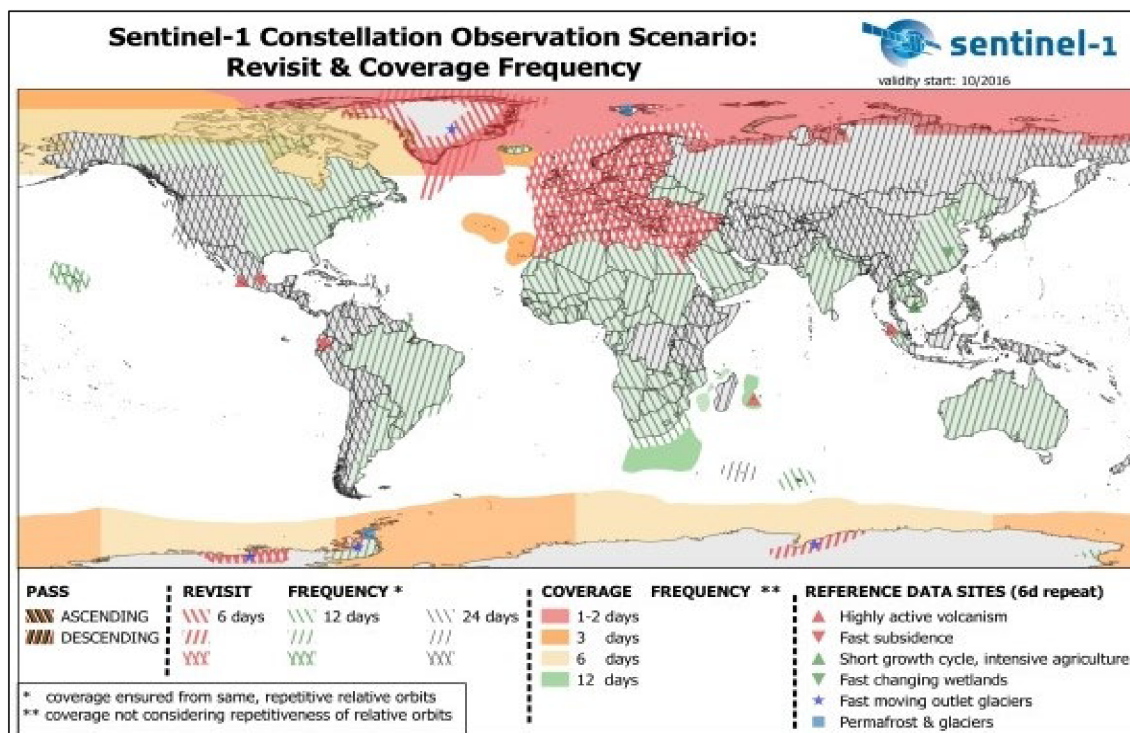 Sentinel-1 Constellation Observation Scenario:
Revisit & Coverage Frequency
sentinel-1
validity start: 10/2016
PASS
ASCENDING
DESCENDING
REVISIT FREQUENCY *
6 days 12 days 24 days
COVERAGE FREQUENCY **
1-2 days
3 days
6 days
12 days
REFERENCE DATA SITES (6d repeat)
Highly active volcanism
Fast subsidence
Short growth cycle, intensive agriculture
Fast changing wetlands
Fast moving outlet glaciers
Permafrost & glaciers
* coverage ensured from same, repetitive relative orbits
** coverage not considering repetitiveness of relative orbits